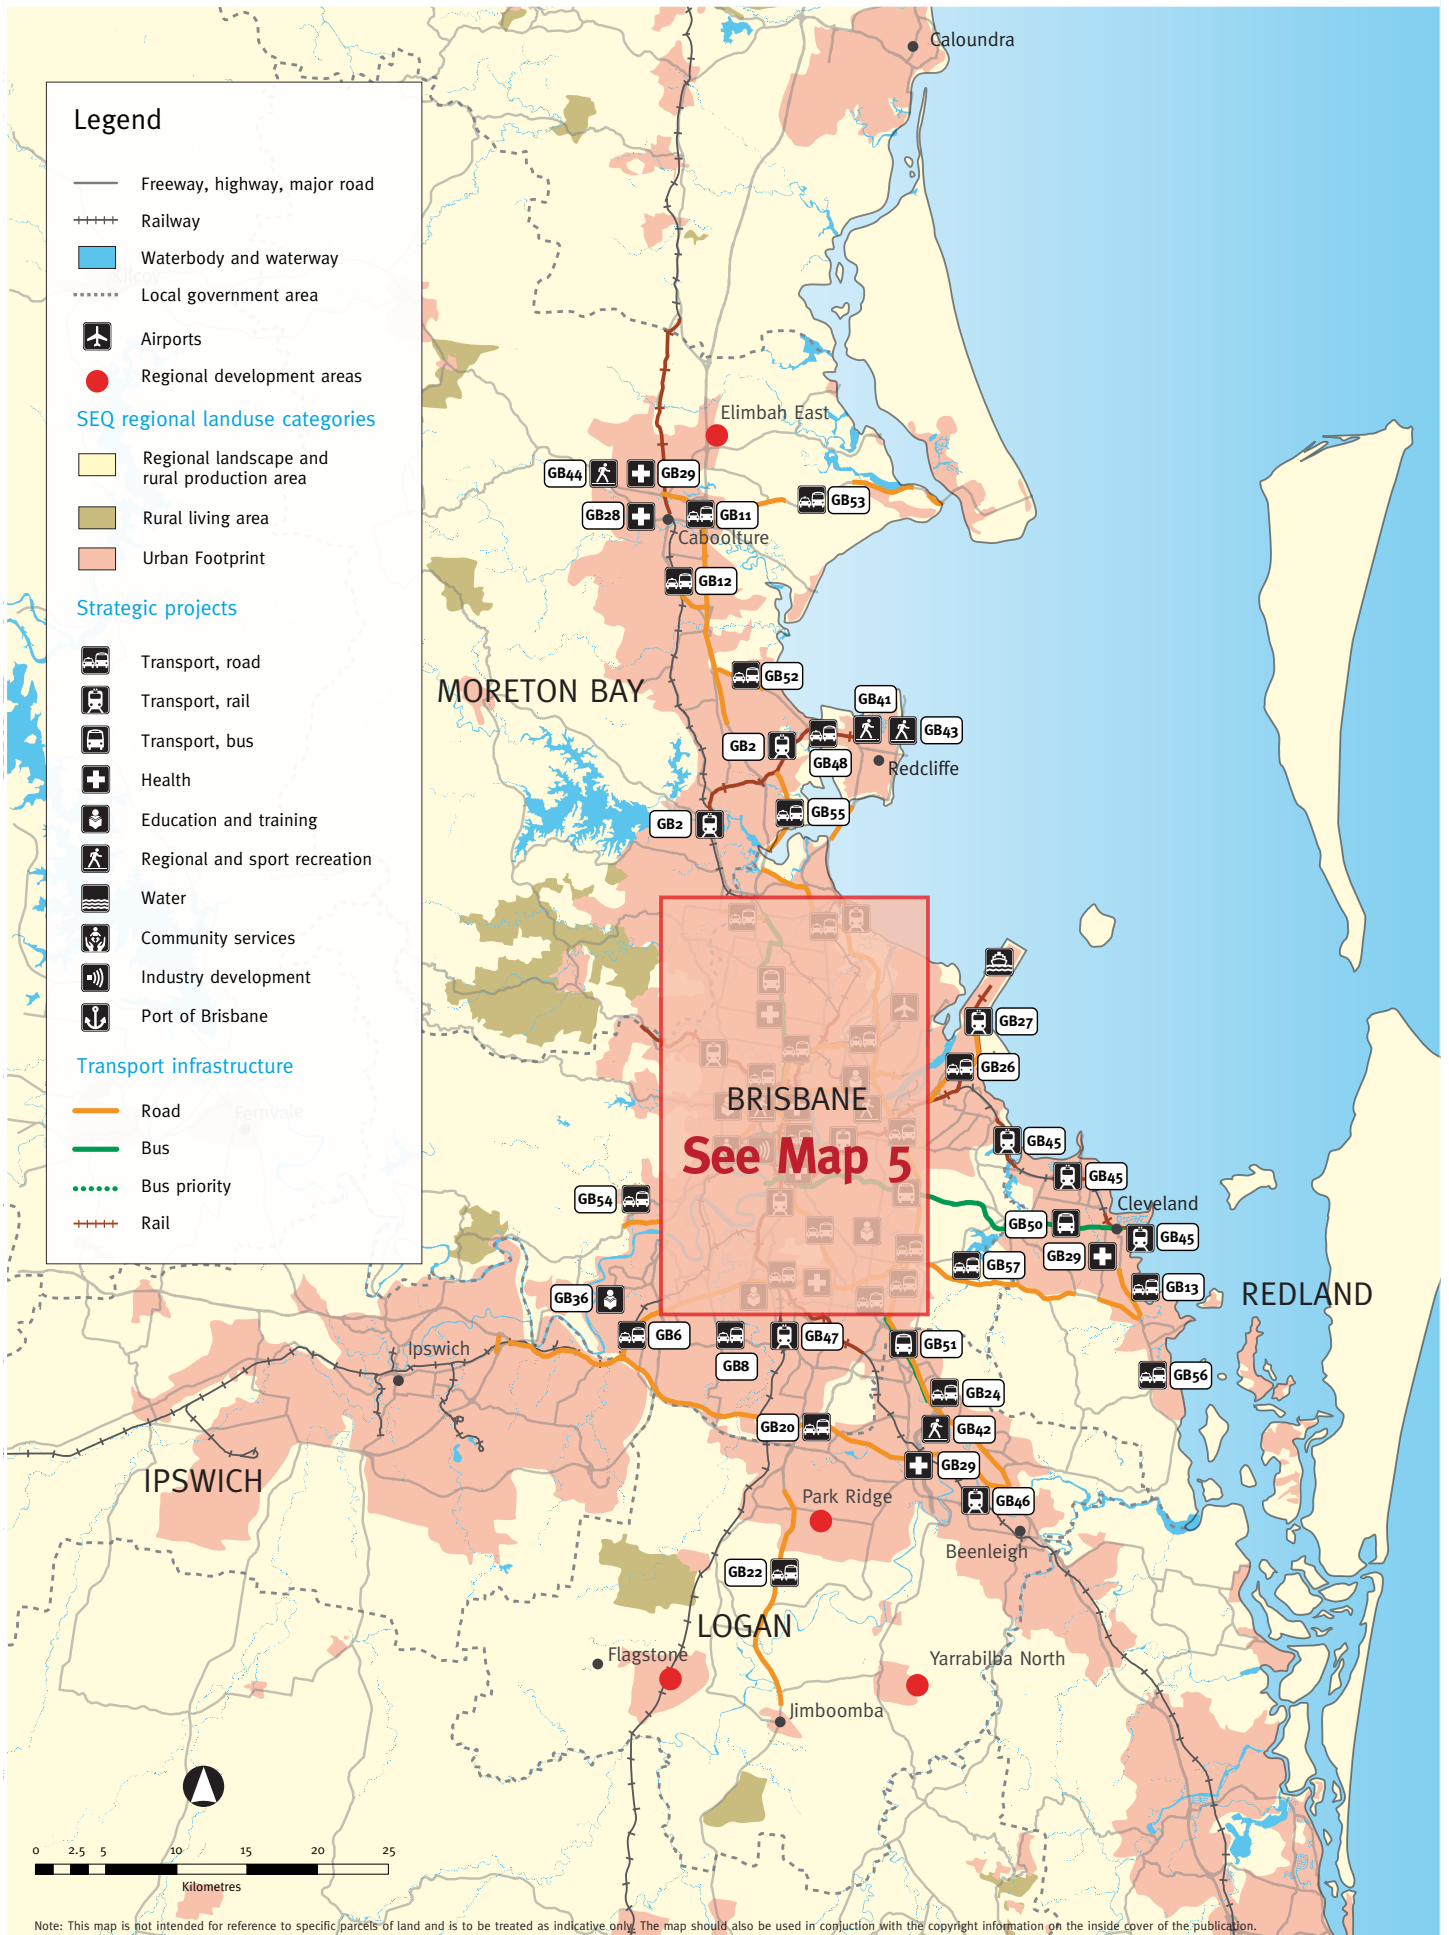 Caloundra
Legend
Freeway, highway, major road
Railway
Waterbody and waterway
Local government area
Airports
Regional development areas
SEQ regional landuse categories
Regional landscape and
rural production area
Rural living area
Urban Footprint
Strategic projects
Transport, road
Transport, rail
Transport, bus
Health
Education and training
Regional and sport recreation
Water
Community services
Industry development
Port of Brisbane
Transport infrastructure
Road
Fernvale
Bus
Bus priority
Rail
Elimbah East
GB44
GB29
GB53
GB28
GB11
Caboolture
GB12
GB52
MORETON BAY
GB41
GB43
GB2
GB48
Redcliffe
GB55
GB2
GB27
GB26
BRISBANE
See Map 5
GB45
GB45
GB54
Cleveland
GB50
GB45
GB29
GB57
GB13
REDLAND
GB36
GB6
GB8
GB47
GB51
Ipswich
GB56
GB24
GB20
GB42
GB29
IPSWICH
Park Ridge
GB46
Beenleigh
GB22
LOGAN
Flagstone
Yarrabilba North
Jimboomba
0 2.5 5 10 15 20 25
Kilometres
Note: This map is not intended for reference to specific parcels of land and is to be treated as indicative only. The map should also be used in conjuction with the copyright information on the inside cover of the publication.